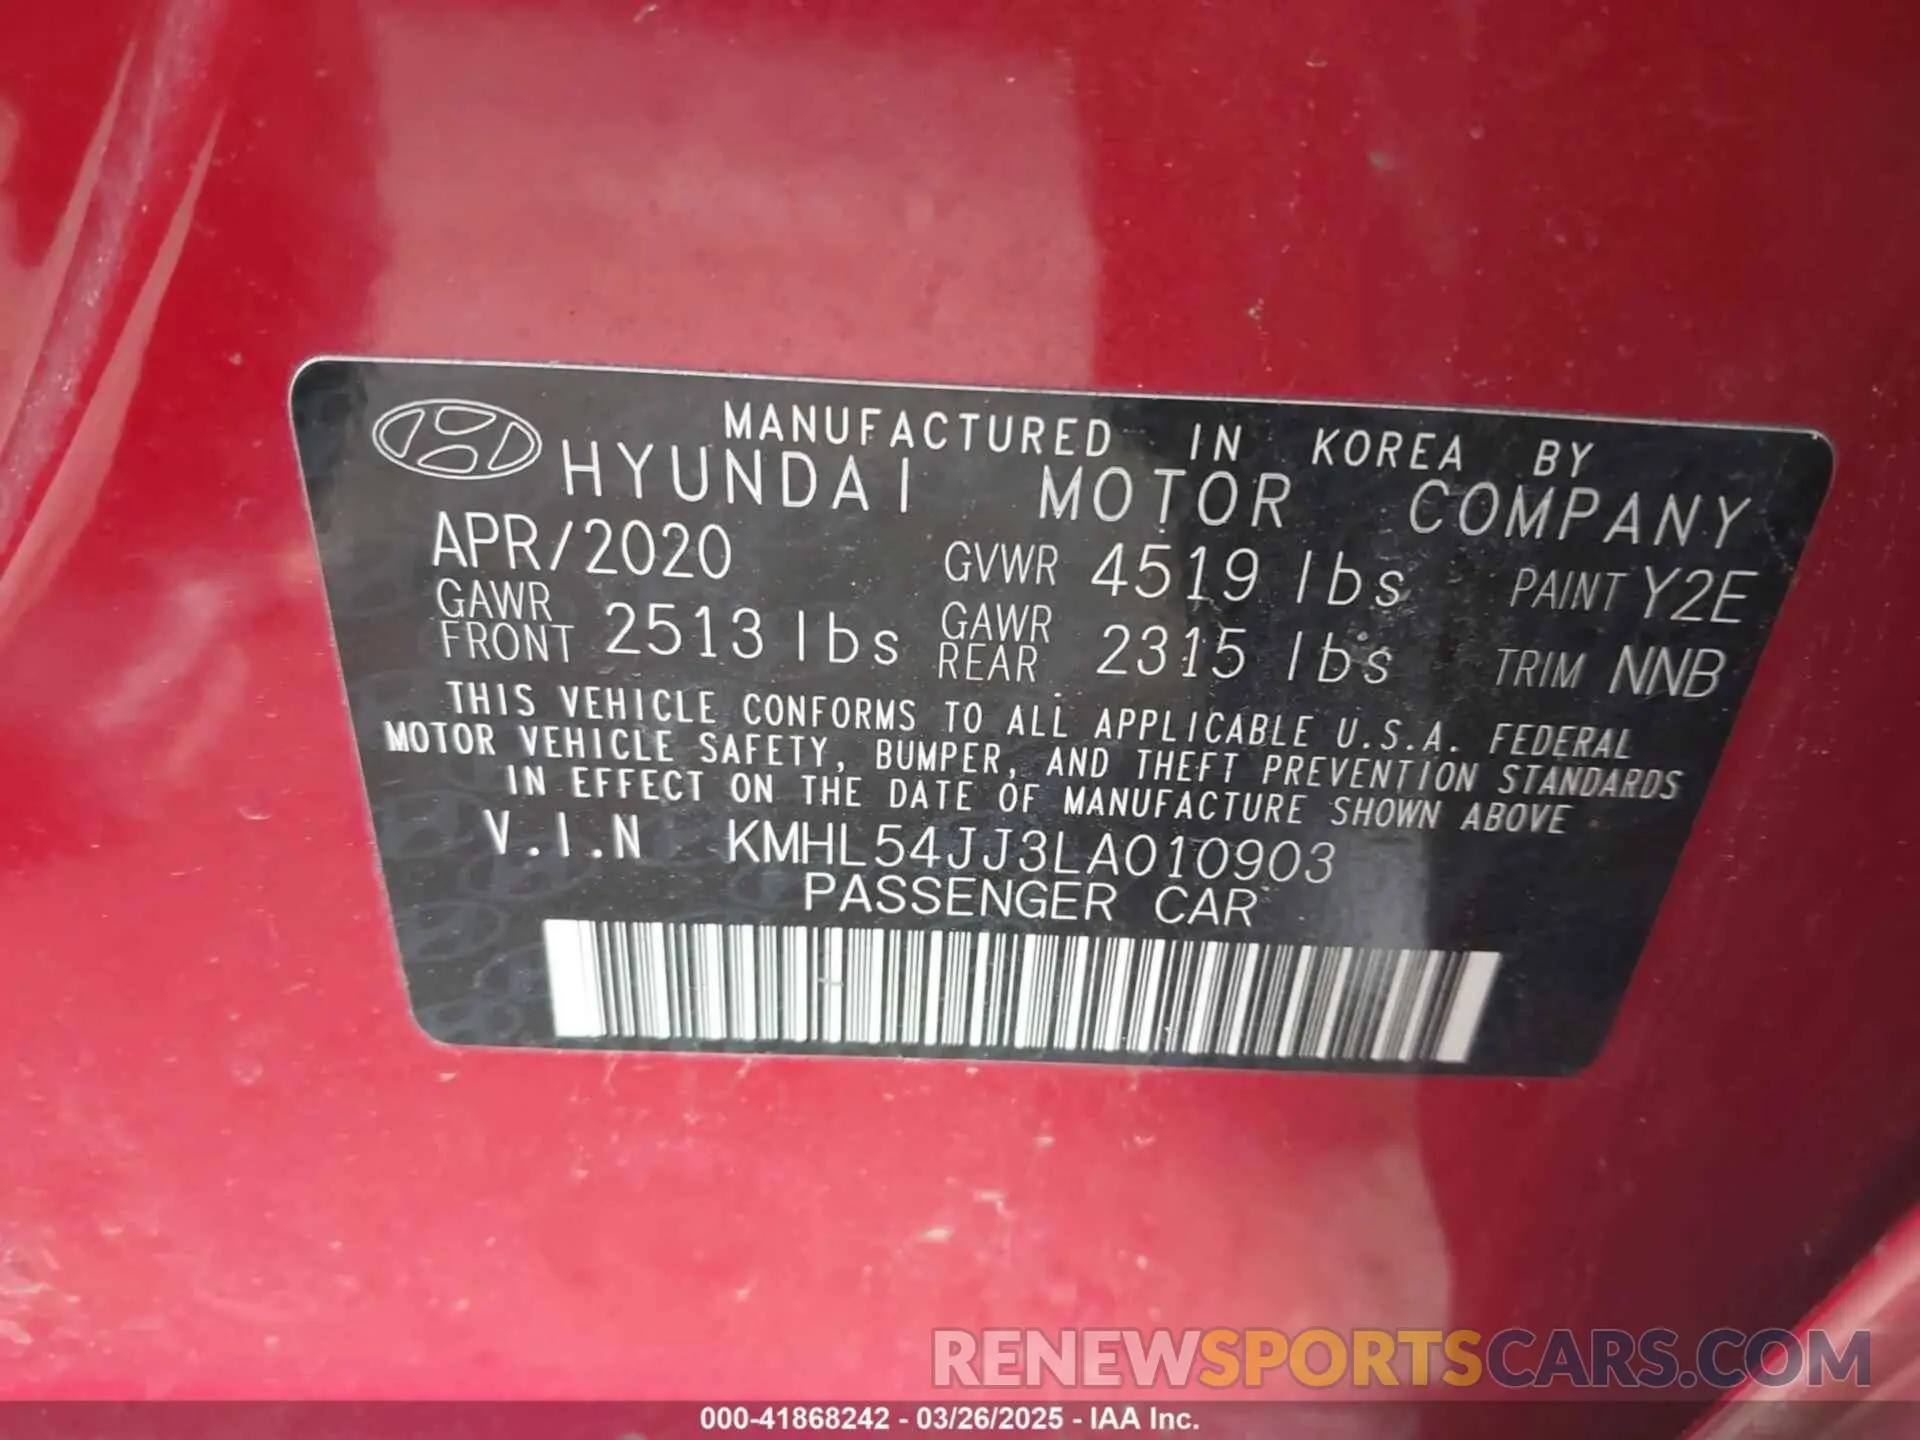 MANUFACTURED IN KOREA BY
HYUNDAI MOTOR COMPANY
APR/2020 GVWR 4519 lbs PAINT Y2E
GAWR FRONT 2513 lbs GAWR REAR 2315 lbs TRIM NNB
THIS VEHICLE CONFORMS TO ALL APPLICABLE U.S.A. FEDERAL
MOTOR VEHICLE SAFETY, BUMPER, AND THEFT PREVENTION STANDARDS
IN EFFECT ON THE DATE OF MANUFACTURE SHOWN ABOVE
V.I.N KMHL54JJ3LA010903
PASSENGER CAR
RENEWSPORTSCARS.COM
000-41868242 - 03/26/2025 - IAA Inc.